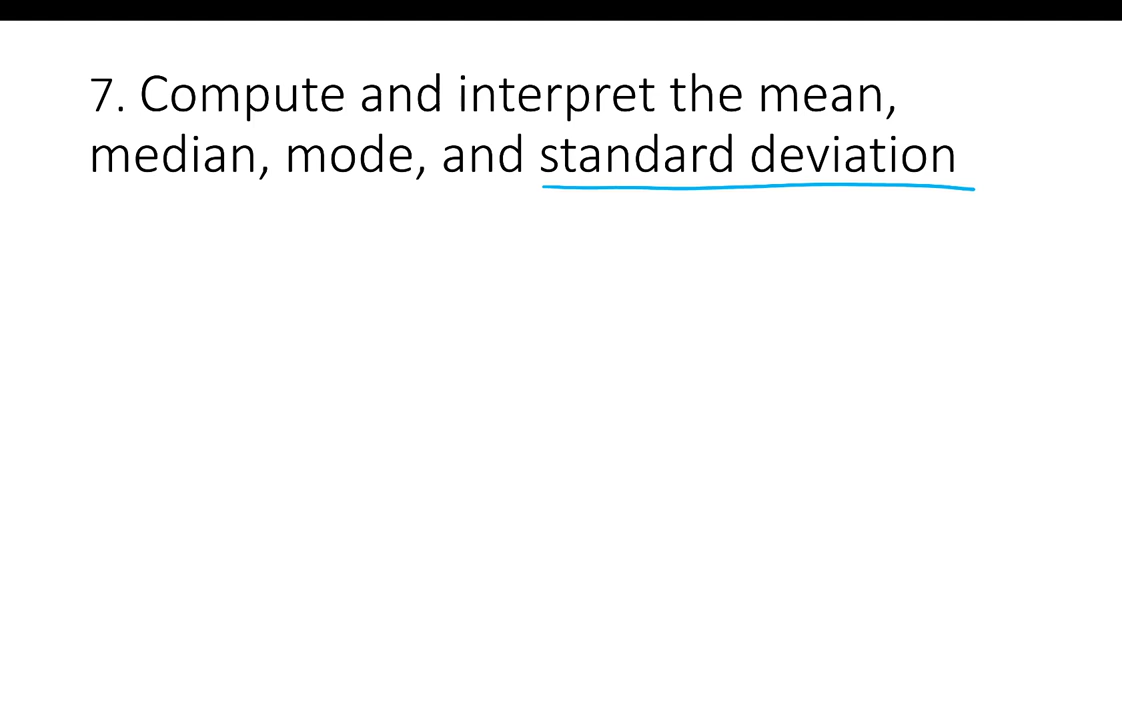 7. Compute and interpret the mean,
median, mode, and standard deviation